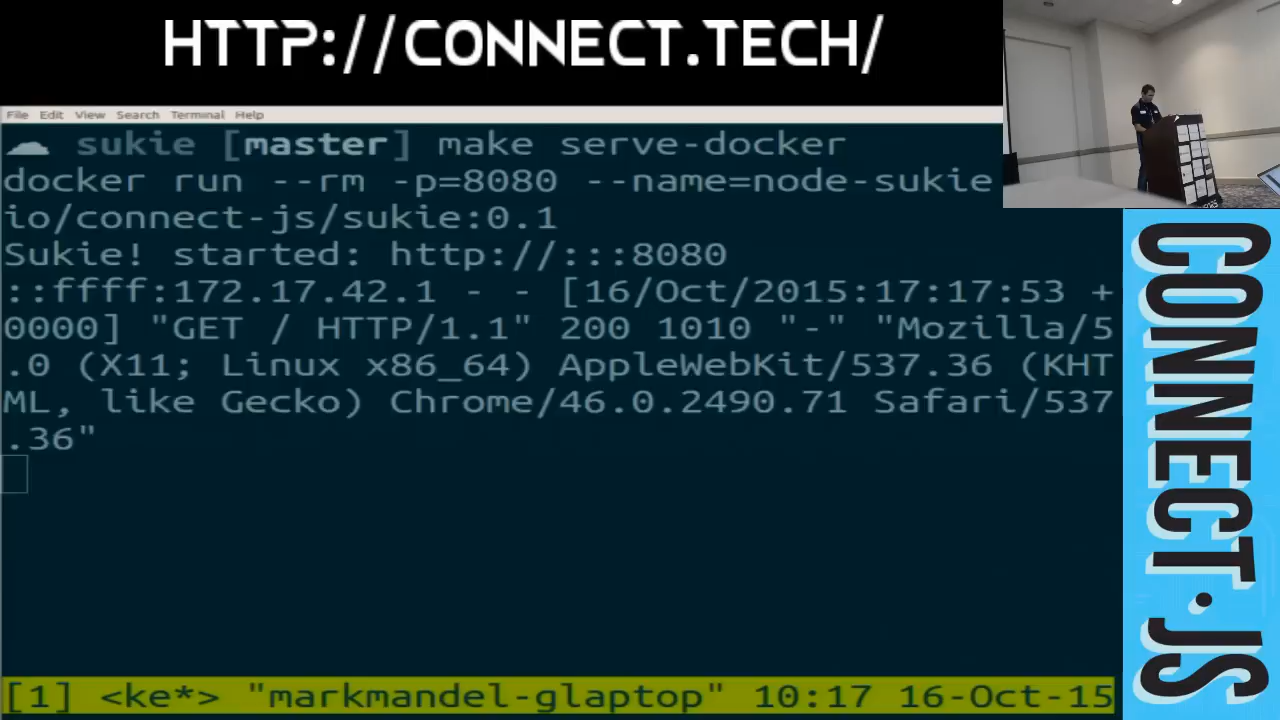 HTTP://CONNECT.TECH/
File Edit View Search Terminal Help
sukie [master] make serve-docker
docker run --rm -p=8080 --name=node-sukie
io/connect-js/sukie:0.1
Sukie! started: http://:::8080
::ffff:172.17.42.1 - - [16/Oct/2015:17:17:53 +
0000] "GET / HTTP/1.1" 200 1010 "-" "Mozilla/5
.0 (X11; Linux x86_64) AppleWebKit/537.36 (KHT
ML, like Gecko) Chrome/46.0.2490.71 Safari/537
.36"
[1] <ke*> "markmandel-glaptop" 10:17 16-Oct-15
CONNECT·JS